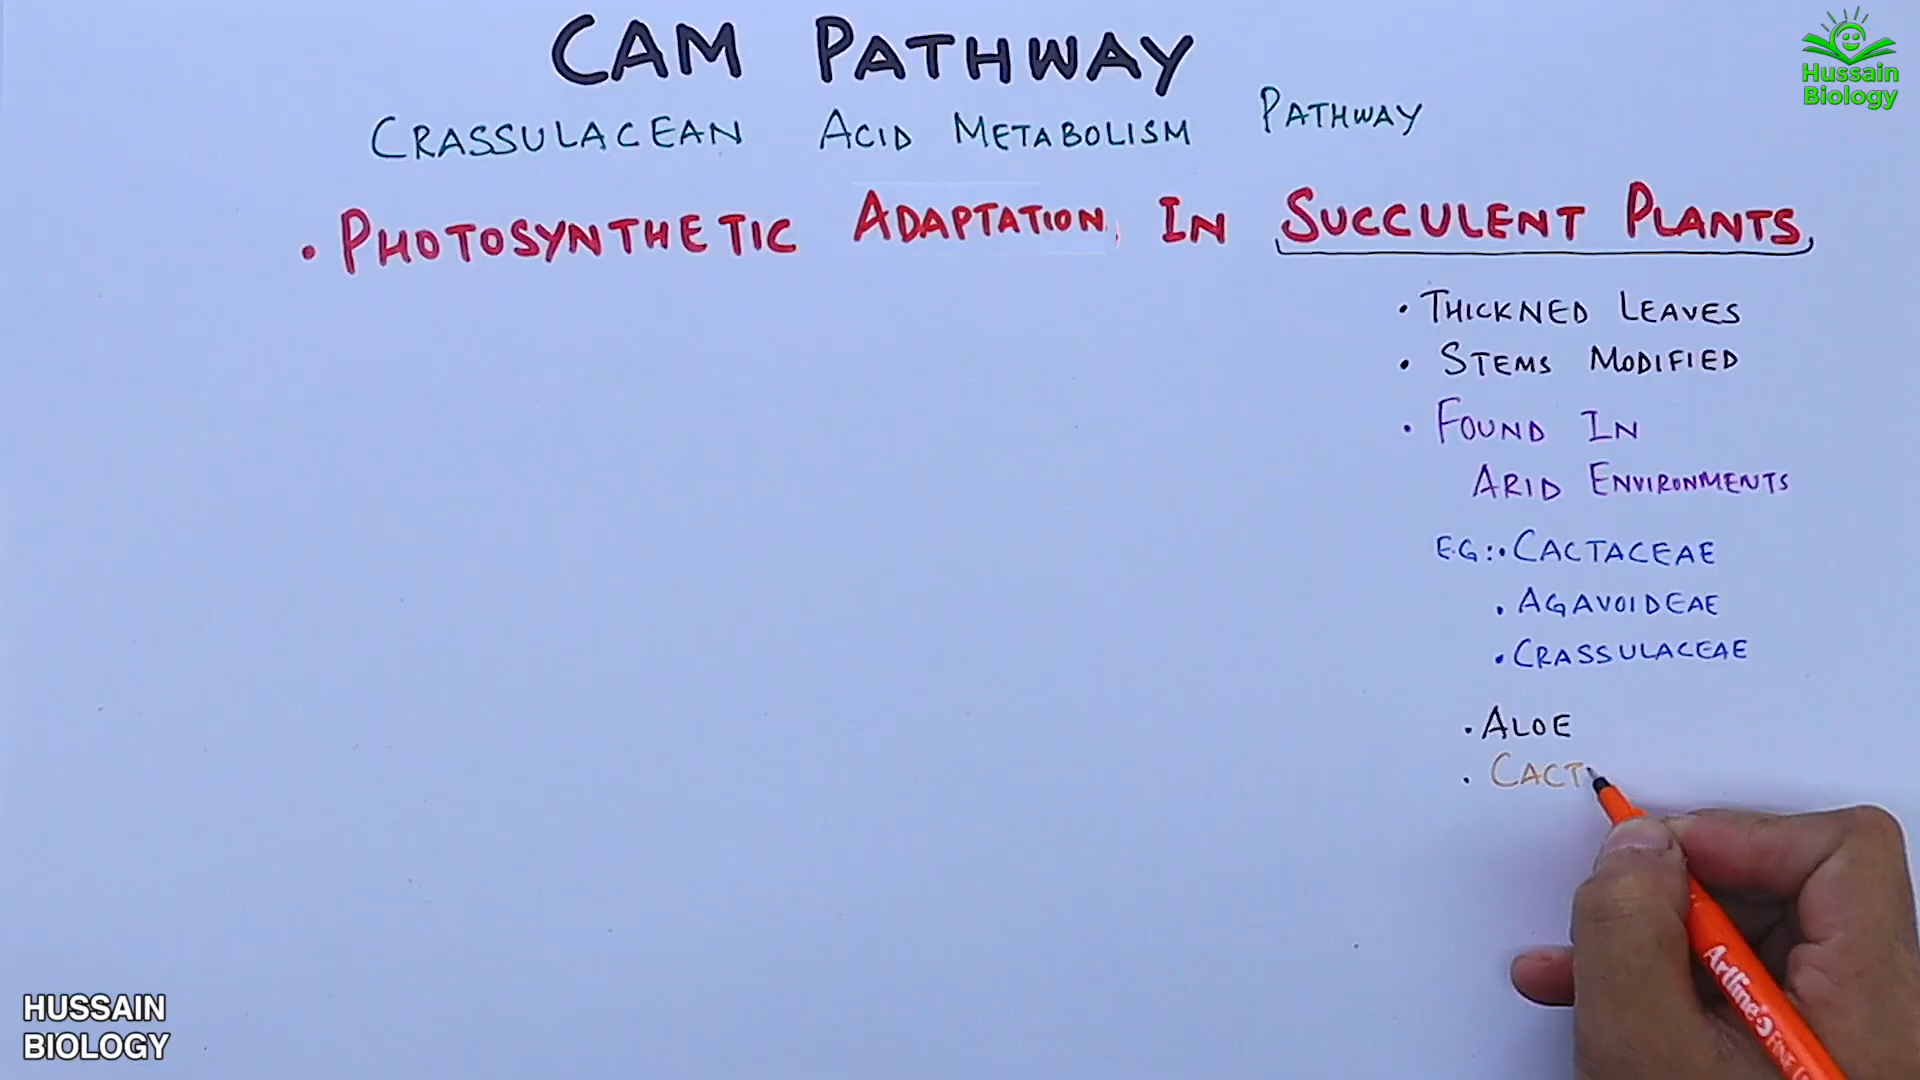 CAM PATHWAY
CRASSULACEAN ACID METABOLISM PATHWAY
• PHOTOSYNTHETIC ADAPTATION IN SUCCULENT PLANTS
• THICKNED LEAVES
• STEMS MODIFIED
• FOUND IN
ARID ENVIRONMENTS
E.G:• CACTACEAE
• AGAVOIDEAE
• CRASSULACEAE
• ALOE
• CACT
Hussain
Biology
HUSSAIN
BIOLOGY
Artline